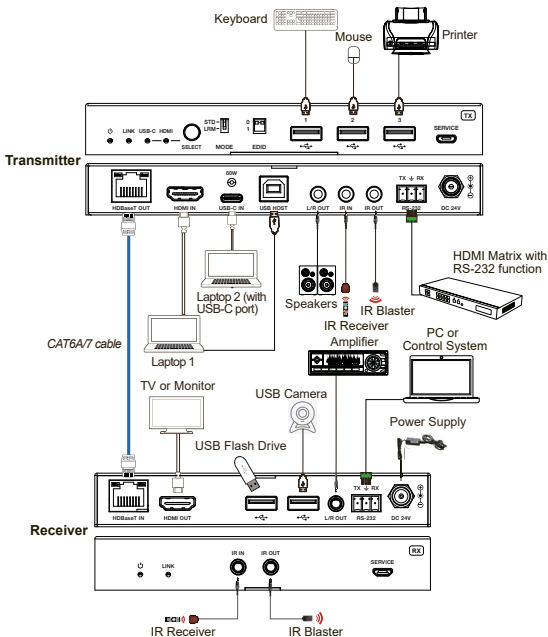 Keyboard
Mouse
Printer
1 2 3
TX
STD
LRM
0
1
LINK USB-C HDMI
SELECT
MODE
EDID
SERVICE
Transmitter
60W
TX RX
HDBaseT OUT
HDMI IN
USB-C IN
USB HOST
L/R OUT
IR IN
IR OUT
RS-232
DC 24V
HDMI Matrix with
RS-232 function
Laptop 2 (with
USB-C port)
Speakers
IR Blaster
IR Receiver
CAT6A/7 cable
Laptop 1
Amplifier
PC or
Control System
TV or Monitor
USB Camera
Power Supply
USB Flash Drive
TX RX
HDBaseT IN
HDMI OUT
L/R OUT
RS-232
DC 24V
Receiver
RX
LINK
IR IN
IR OUT
SERVICE
IR Receiver
IR Blaster